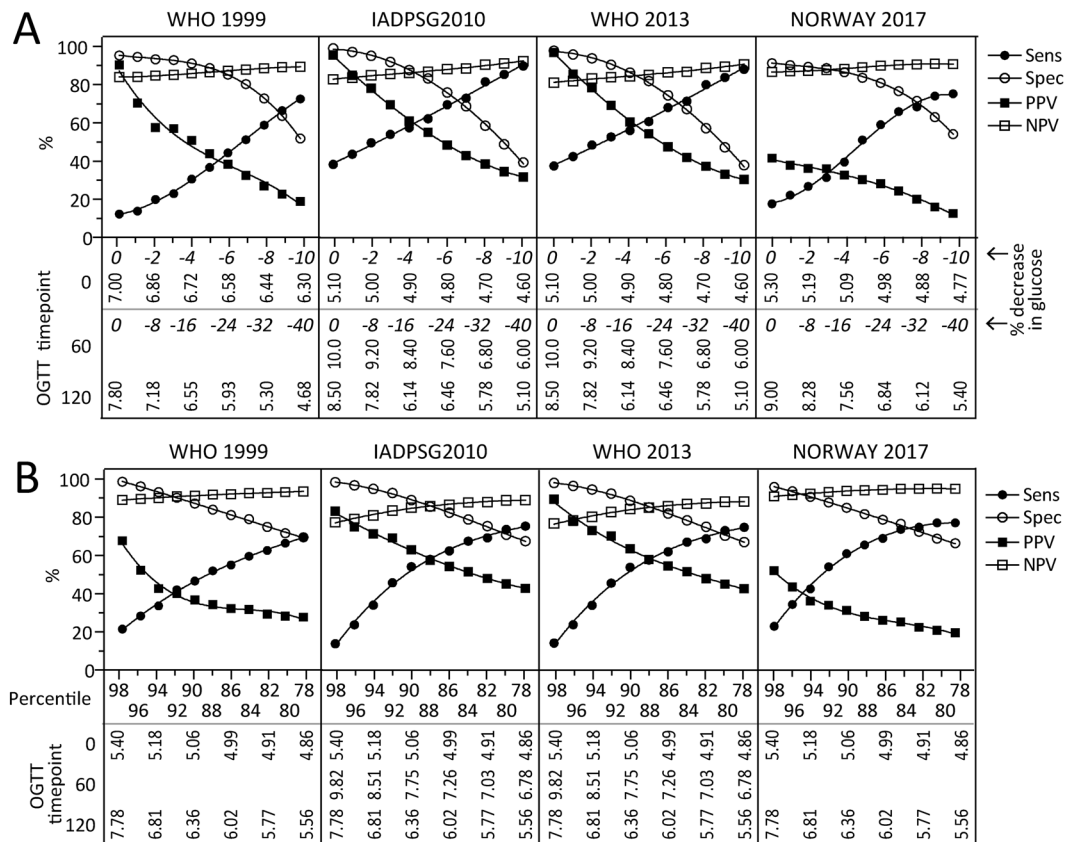 A
WHO 1999 IADPSG2010 WHO 2013 NORWAY 2017
100
80
60
40
20
0
%
Sens
Spec
PPV
NPV
0 -2 -4 -6 -8 -10 0 -2 -4 -6 -8 -10 0 -2 -4 -6 -8 -10 0 -2 -4 -6 -8 -10
0 7.00 6.86 6.72 6.58 6.44 6.30 5.10 5.00 4.90 4.80 4.70 4.60 5.10 5.00 4.90 4.80 4.70 4.60 5.30 5.19 5.09 4.98 4.88 4.77
← % decrease
in glucose
0 -8 -16 -24 -32 -40 0 -8 -16 -24 -32 -40 0 -8 -16 -24 -32 -40 0 -8 -16 -24 -32 -40
←
60 10.0 9.20 8.40 7.60 6.80 6.00 10.0 9.20 8.40 7.60 6.80 6.00
120 7.80 7.18 6.55 5.93 5.30 4.68 8.50 7.82 6.14 6.46 5.78 5.10 8.50 7.82 6.14 6.46 5.78 5.10 9.00 8.28 7.56 6.84 6.12 5.40
OGTT timepoint
B
WHO 1999 IADPSG2010 WHO 2013 NORWAY 2017
100
80
60
40
20
0
%
Sens
Spec
PPV
NPV
98 94 90 86 82 78 98 94 90 86 82 78 98 94 90 86 82 78 98 94 90 86 82 78
Percentile
96 92 88 84 80 96 92 88 84 80 96 92 88 84 80 96 92 88 84 80
0 5.40 5.18 5.06 4.99 4.91 4.86 5.40 5.18 5.06 4.99 4.91 4.86 5.40 5.18 5.06 4.99 4.91 4.86 5.40 5.18 5.06 4.99 4.91 4.86
60 9.82 8.51 7.75 7.26 7.03 6.78 9.82 8.51 7.75 7.26 7.03 6.78
120 7.78 6.81 6.36 6.02 5.77 5.56 7.78 6.81 6.36 6.02 5.77 5.56 7.78 6.81 6.36 6.02 5.77 5.56 7.78 6.81 6.36 6.02 5.77 5.56
OGTT
timepoint